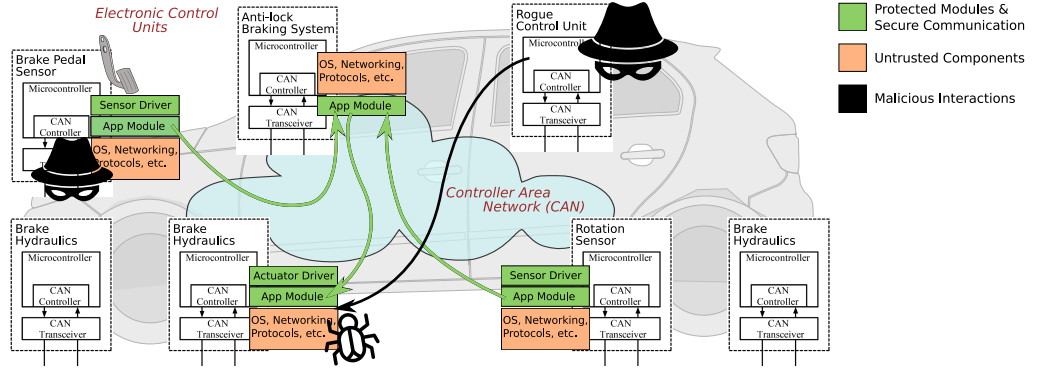 Electronic Control
Units
Anti-lock
Braking System
Microcontroller
OS, Networking,
Protocols, etc.
CAN
Controller
App Module
CAN
Transceiver
Rogue
Control Unit
CAN
Controller
CAN
Transceiver
Protected Modules &
Secure Communication
Untrusted Components
Malicious Interactions
Brake Pedal
Sensor
Microcontroller
Sensor Driver
CAN
Controller
App Module
OS, Networking,
etc.
Controller Area
Network (CAN)
Brake
Hydraulics
Microcontroller
CAN
Controller
CAN
Transceiver
Brake
Hydraulics
Microcontroller
Actuator Driver
CAN
Controller
App Module
CAN
Transceiver
OS, Networking,
Protocols, etc.
Rotation
Sensor
Microcontroller
Sensor Driver
CAN
Controller
App Module
CAN
Transceiver
OS, Networking,
Protocols, etc.
Brake
Hydraulics
Microcontroller
CAN
Controller
CAN
Transceiver